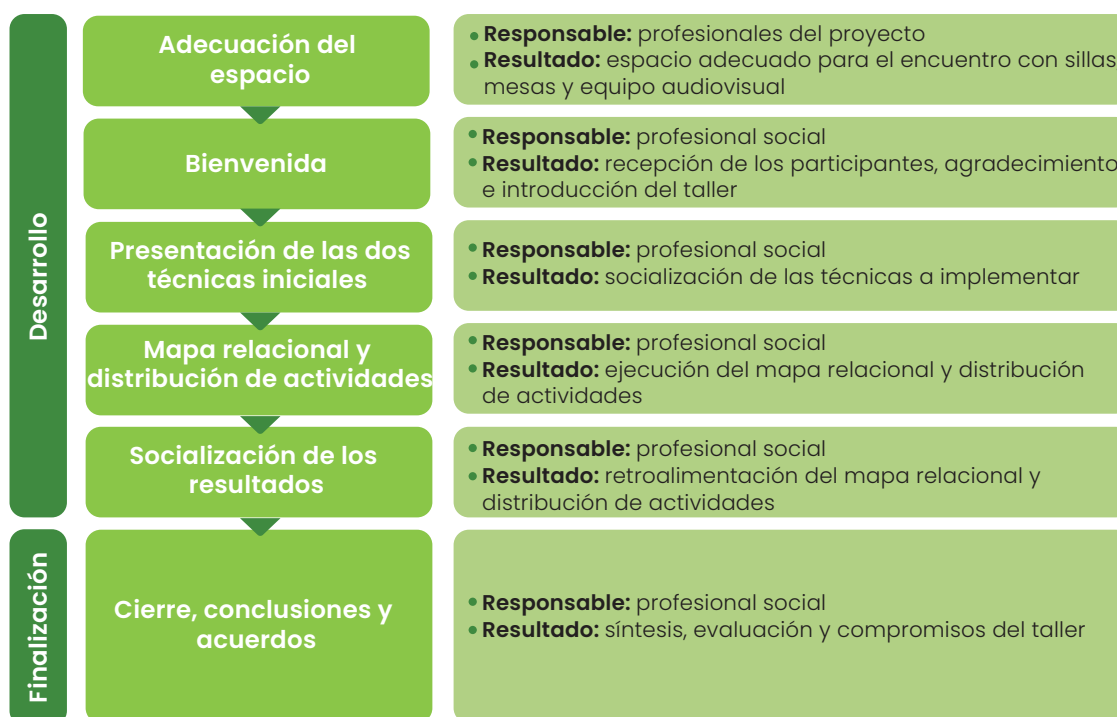 Desarrollo
Adecuación del
espacio
Responsable: profesionales del proyecto
Resultado: espacio adecuado para el encuentro con sillas,
mesas y equipo audiovisual
Bienvenida
Responsable: profesional social
Resultado: recepción de los participantes, agradecimiento
e introducción del taller
Presentación de las dos
técnicas iniciales
Responsable: profesional social
Resultado: socialización de las técnicas a implementar
Mapa relacional y
distribución de actividades
Responsable: profesional social
Resultado: ejecución del mapa relacional y distribución
de actividades
Socialización de los
resultados
Responsable: profesional social
Resultado: retroalimentación del mapa relacional y
distribución de actividades
Finalización
Cierre, conclusiones y
acuerdos
Responsable: profesional social
Resultado: síntesis, evaluación y compromisos del taller